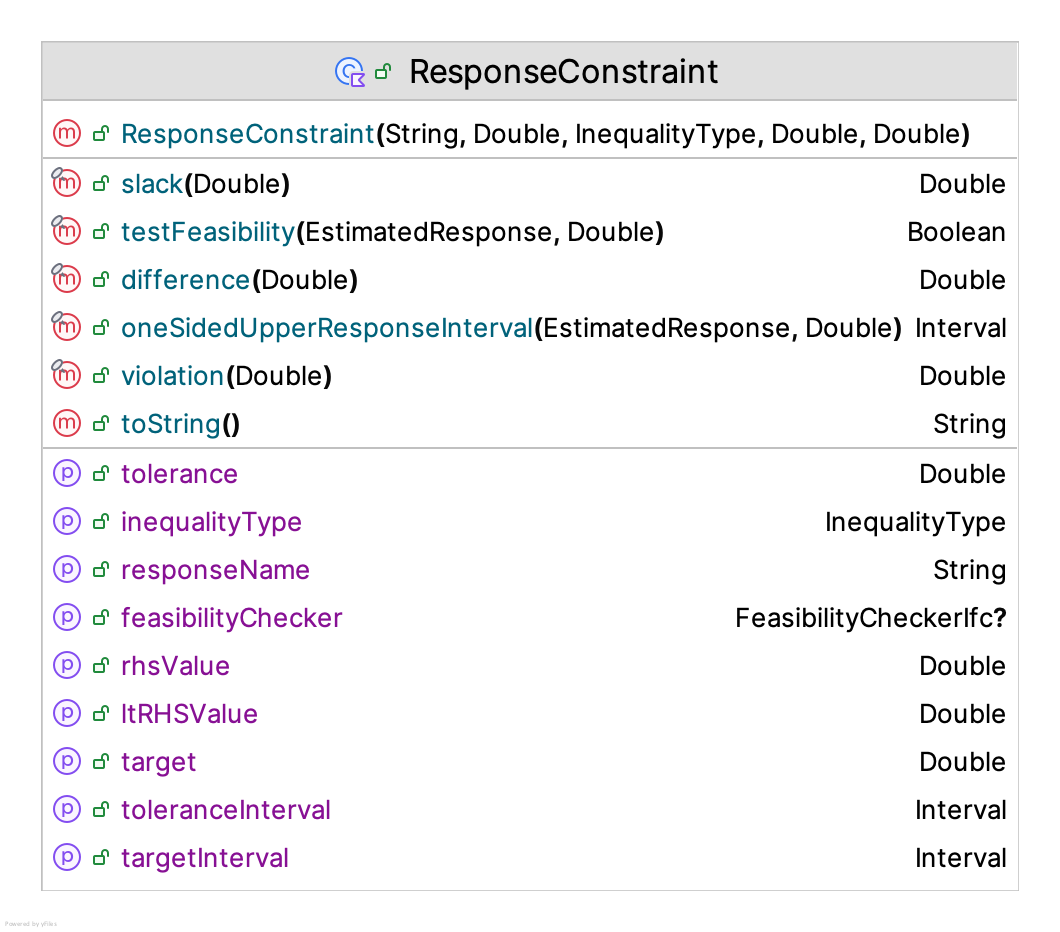 ResponseConstraint
ResponseConstraint(String, Double, InequalityType, Double, Double)
slack(Double) Double
testFeasibility(EstimatedResponse, Double) Boolean
difference(Double) Double
oneSidedUpperResponseInterval(EstimatedResponse, Double) Interval
violation(Double) Double
toString() String
tolerance Double
inequalityType InequalityType
responseName String
feasibilityChecker FeasibilityCheckerIfc?
rhsValue Double
ltRHSValue Double
target Double
toleranceInterval Interval
targetInterval Interval
Powered by yFiles